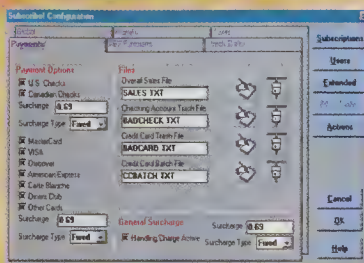 Subscriber Configuration
Payments
Payment Options
U.S. Checks
Canadian Checks
Surcharge 0.69
Surcharge Type Fixed
MasterCard
VISA
Discover
American Express
Carte Blanche
Diners Club
Other Cards
Surcharge 0.69
Surcharge Type Fixed
Files
Overall Sales File
SALES.TXT
Checking Account Trash File
BADCHECK.TXT
Credit Card Trash File
BADCARD.TXT
Credit Card Batch File
CCBATCH.TXT
General Surcharge
Handling Charge Active
Surcharge 0.69
Surcharge Type Fixed
Subscriptions
Users
Extended
Actions
Cancel
OK
Help